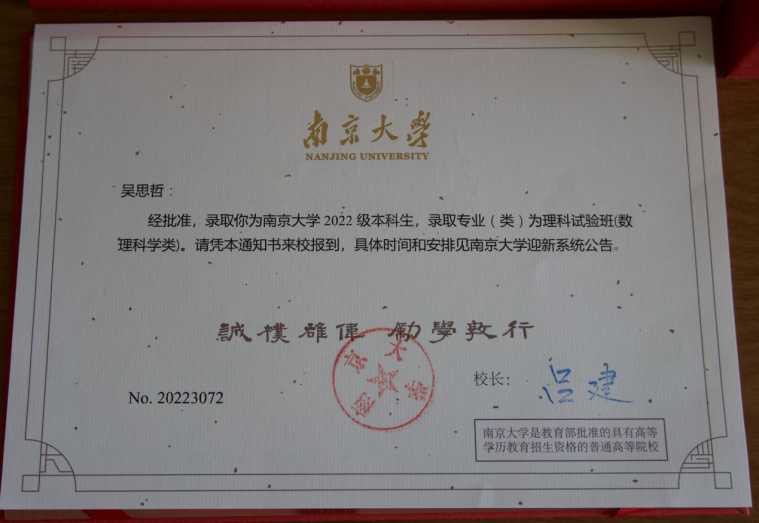 南京大学
NANJING UNIVERSITY
吴思哲：
经批准，录取你为南京大学 2022 级本科生，录取专业（类）为理科试验班(数
理科学类)。请凭本通知书来校报到，具体时间和安排见南京大学迎新系统公告。
誠樸雄偉 勵學敦行
校长：吕建
No. 20223072
南京大学是教育部批准的具有高等
学历教育招生资格的普通高等院校